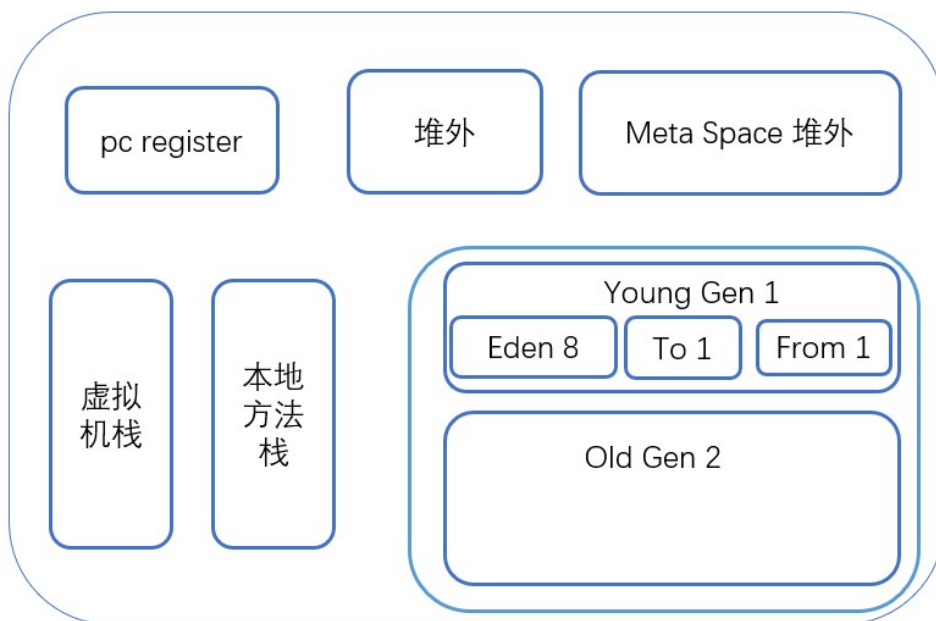 pc register
堆外
Meta Space 堆外
虚拟
机栈
本地
方法
栈
Young Gen 1
Eden 8
To 1
From 1
Old Gen 2